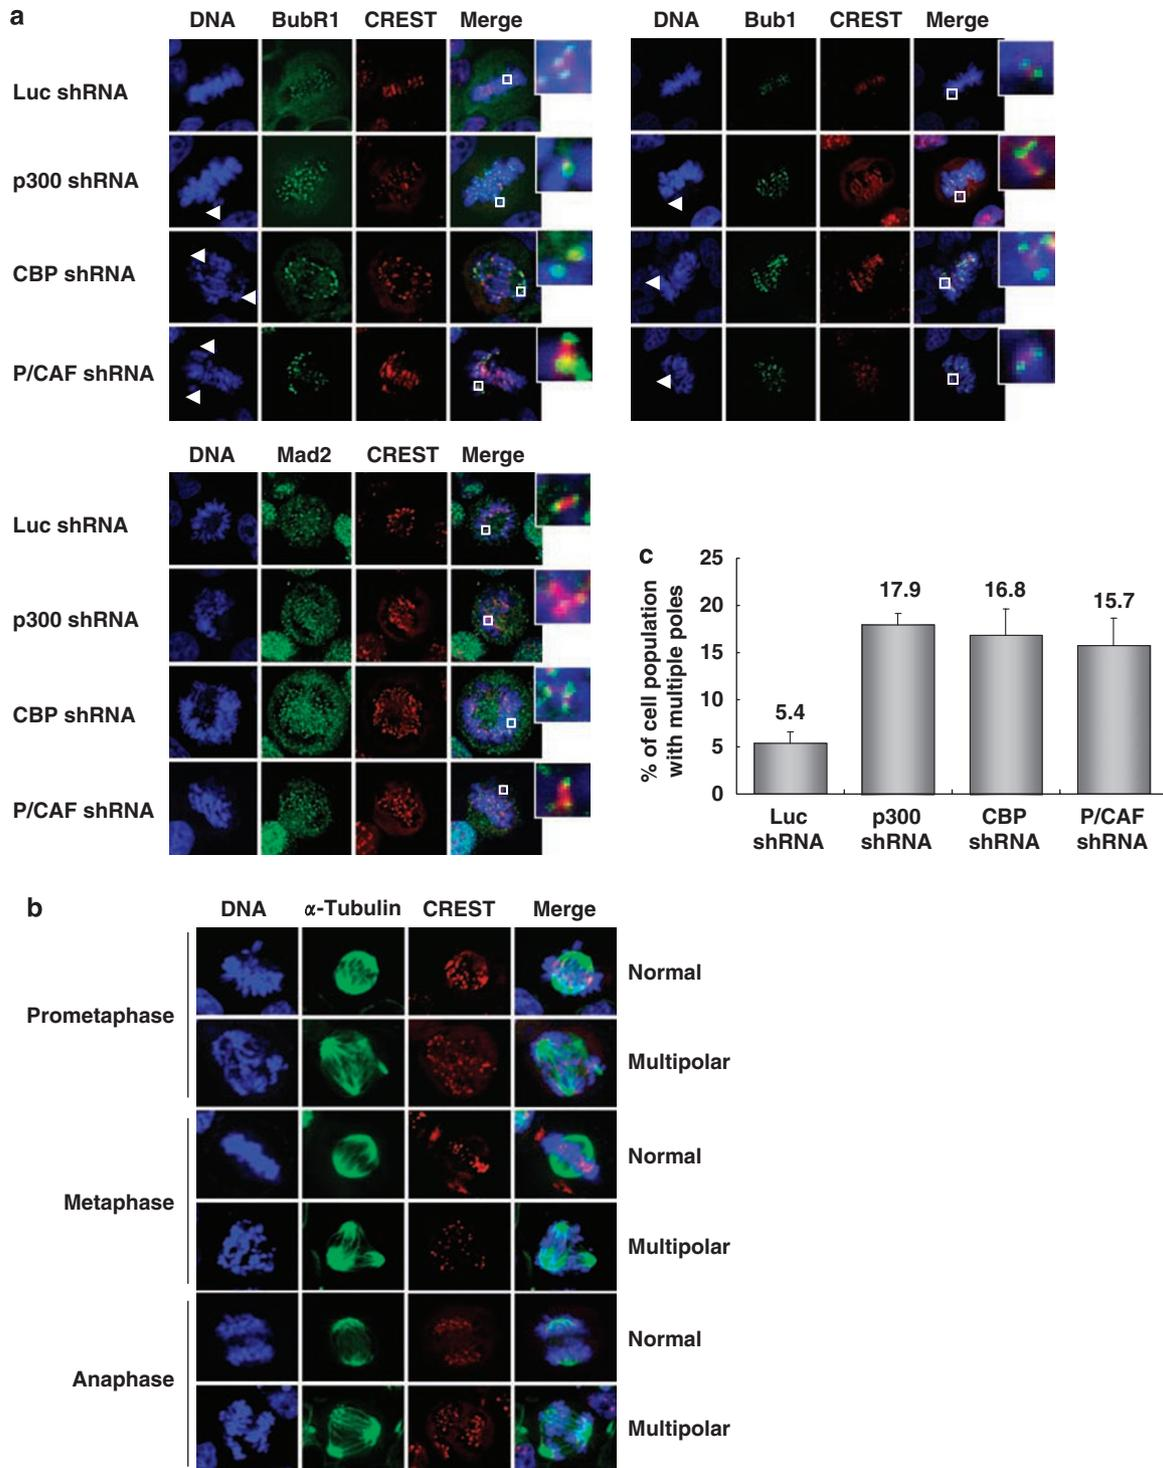 a
DNA BubR1 CREST Merge
Luc shRNA
p300 shRNA
CBP shRNA
P/CAF shRNA
DNA Bub1 CREST Merge
DNA Mad2 CREST Merge
Luc shRNA
p300 shRNA
CBP shRNA
P/CAF shRNA
c
% of cell population
with multiple poles
25
20
15
10
5
0
5.4
17.9
16.8
15.7
Luc
shRNA
p300
shRNA
CBP
shRNA
P/CAF
shRNA
b
DNA α-Tubulin CREST Merge
Prometaphase
Normal
Multipolar
Metaphase
Normal
Multipolar
Anaphase
Normal
Multipolar